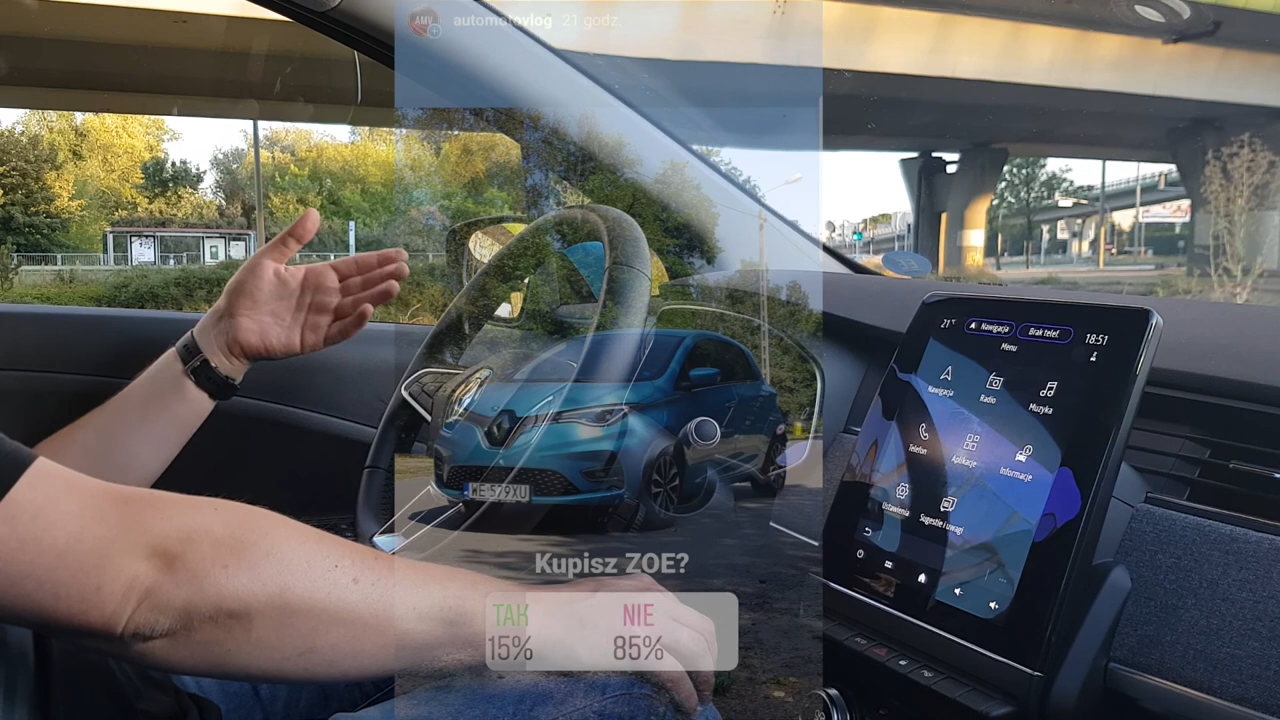 AMV
automotovlog 21 godz.
21°
Nawigacja
Brak telef.
18:51
Menu
Nawigacja
Radio
Muzyka
Telefon
Aplikacje
Informacje
Ustawienia
Sugestie i uwagi
WE 579XU
Kupisz ZOE?
TAK
NIE
15%
85%